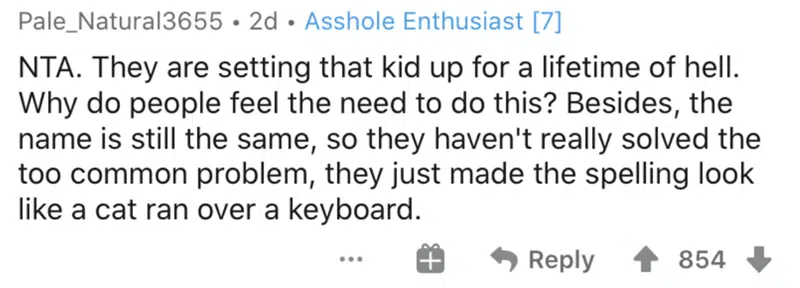 Pale_Natural3655 • 2d • Asshole Enthusiast [7]
NTA. They are setting that kid up for a lifetime of hell.
Why do people feel the need to do this? Besides, the
name is still the same, so they haven't really solved the
too common problem, they just made the spelling look
like a cat ran over a keyboard.
... Reply 854